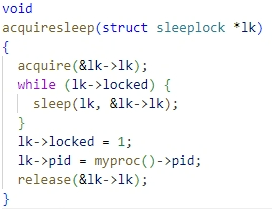 void
acquiresleep(struct sleeplock *lk)
{
  acquire(&lk->lk);
  while (lk->locked) {
    sleep(lk, &lk->lk);
  }
  lk->locked = 1;
  lk->pid = myproc()->pid;
  release(&lk->lk);
}